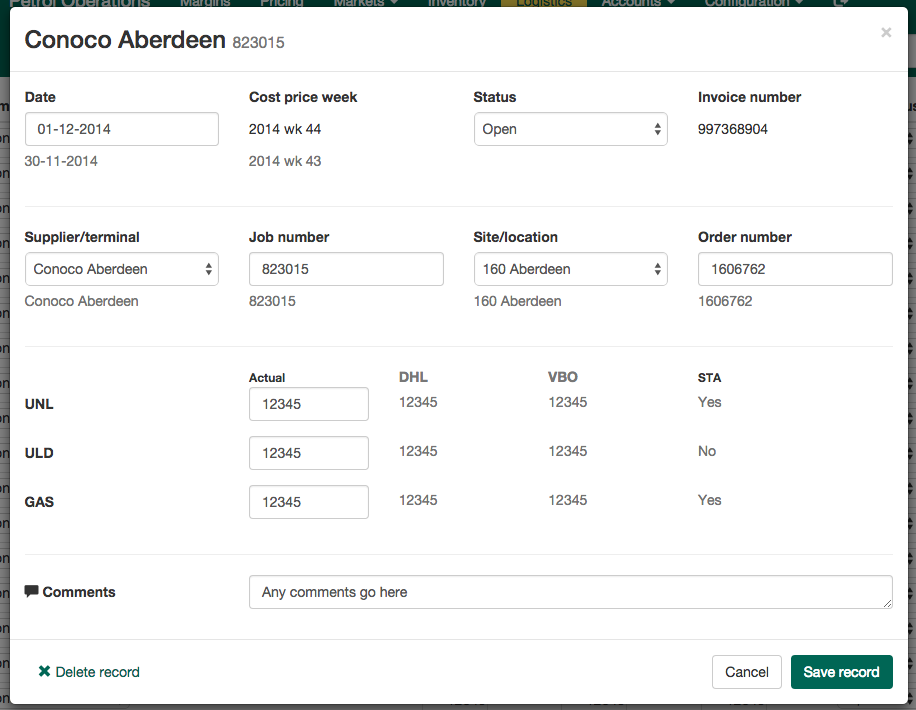 Petrol Operations Margins Pricing Markets Inventory Logistics Accounts Configuration
Conoco Aberdeen 823015 ×
Date Cost price week Status Invoice number
01-12-2014 2014 wk 44 Open 997368904
30-11-2014 2014 wk 43
Supplier/terminal Job number Site/location Order number
Conoco Aberdeen 823015 160 Aberdeen 1606762
Conoco Aberdeen 823015 160 Aberdeen 1606762
Actual DHL VBO STA
UNL 12345 12345 12345 Yes
ULD 12345 12345 12345 No
GAS 12345 12345 12345 Yes
Comments Any comments go here
Delete record Cancel Save record